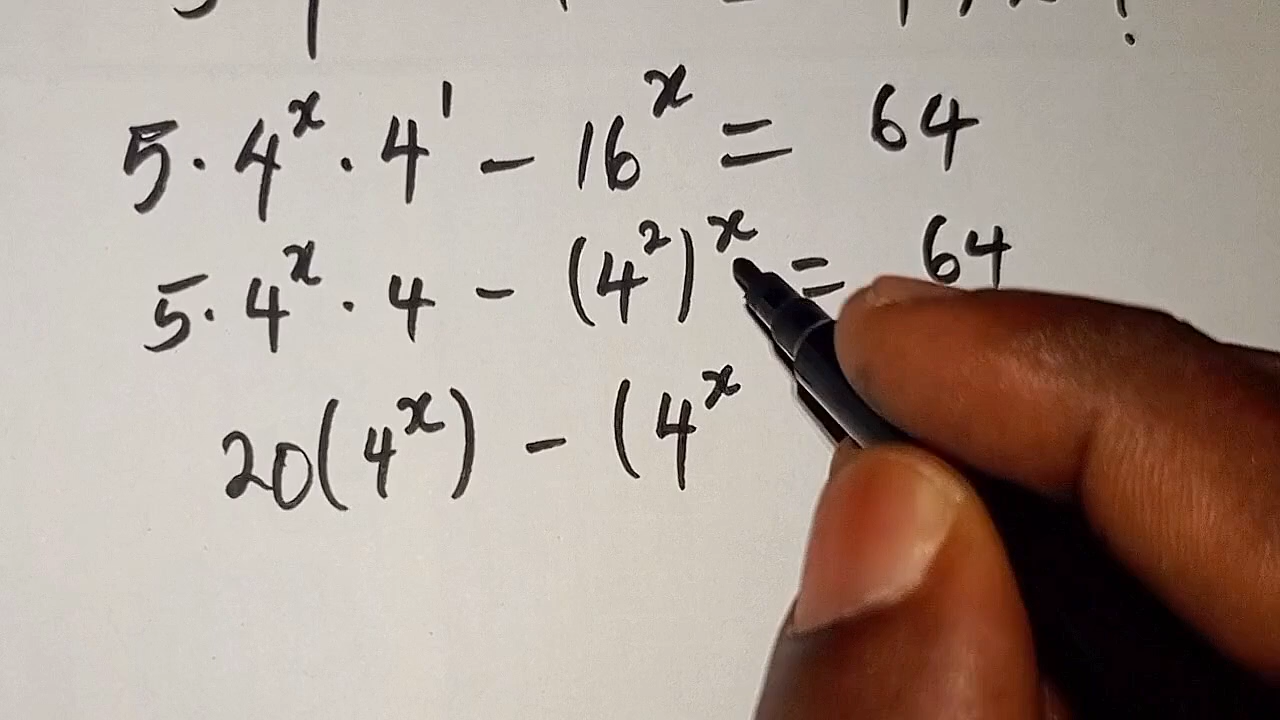 5 · 4^x · 4^1 - 16^x = 64
5 · 4^x · 4 - (4^2)^x = 64
20(4^x) - (4^x